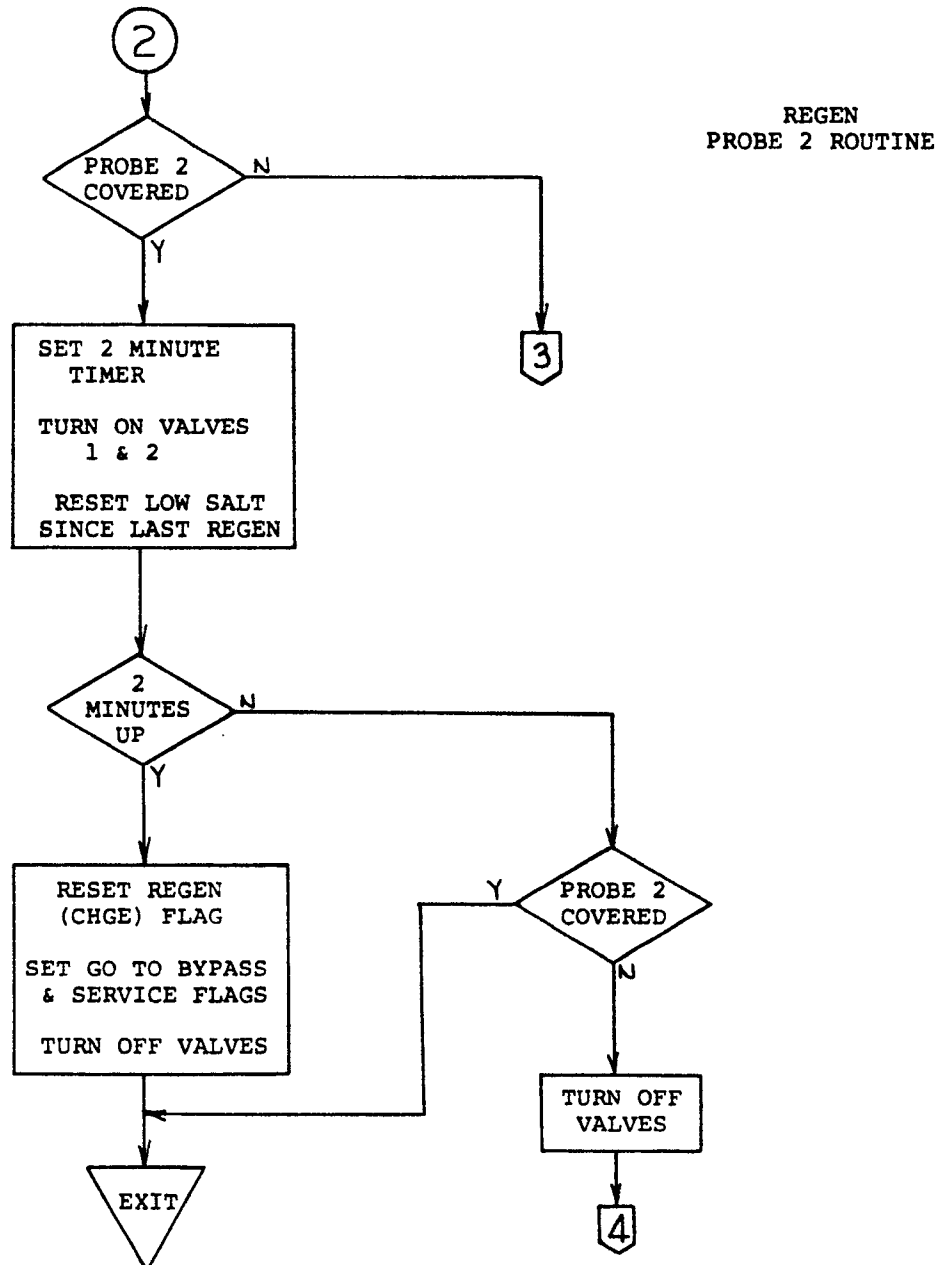 2
REGEN
PROBE 2 ROUTINE
PROBE 2
COVERED
N
Y
3
SET 2 MINUTE
TIMER
TURN ON VALVES
1 & 2
RESET LOW SALT
SINCE LAST REGEN
2
MINUTES
UP
N
Y
RESET REGEN
(CHGE) FLAG
SET GO TO BYPASS
& SERVICE FLAGS
TURN OFF VALVES
Y
PROBE 2
COVERED
N
TURN OFF
VALVES
EXIT
4